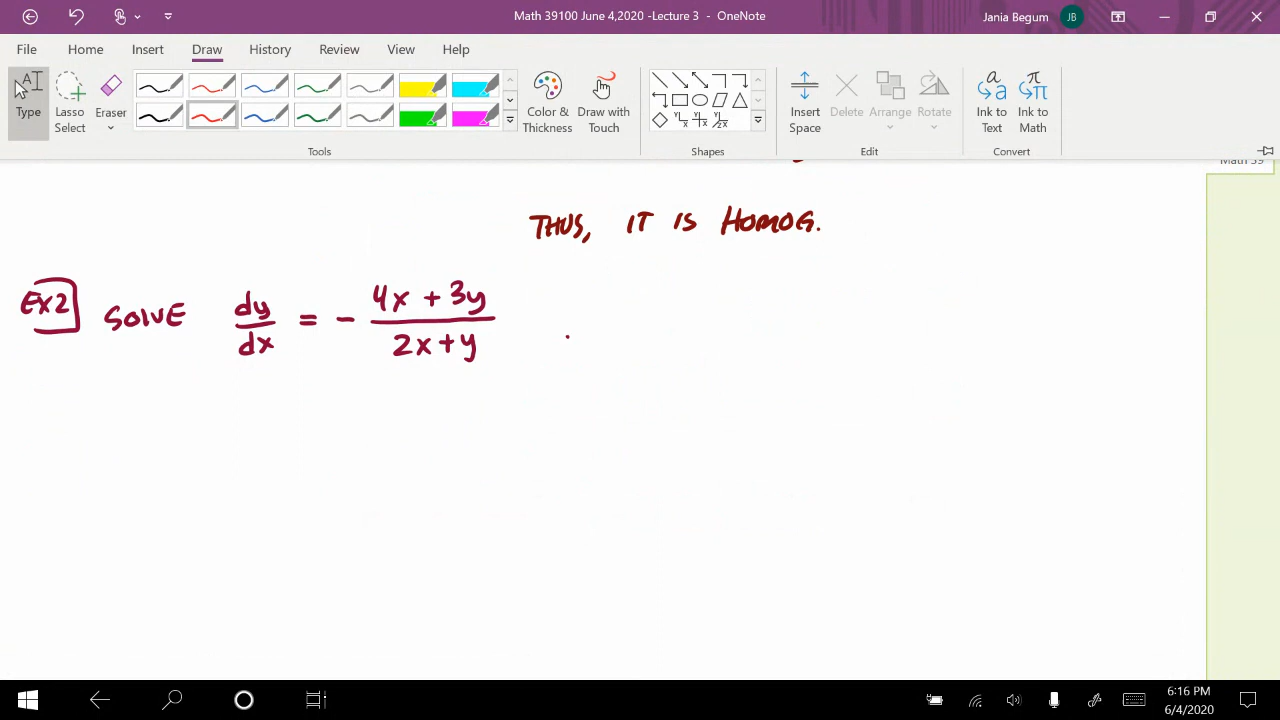 Math 39100 June 4,2020 -Lecture 3 - OneNote
Jania Begum JB
File Home Insert Draw History Review View Help
Type
Lasso Select
Eraser
Color & Thickness
Draw with Touch
Insert Space
Delete
Arrange
Rotate
Ink to Text
Ink to Math
Tools Shapes Edit Convert
THUS, IT IS HOMOG.
EX2 SOLVE dy/dx = - (4x + 3y)/(2x + y)
6:16 PM
6/4/2020